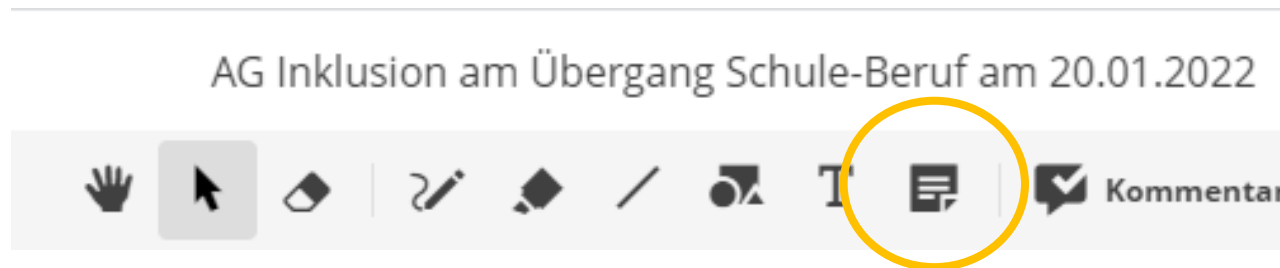 AG Inklusion am Übergang Schule-Beruf am 20.01.2022
T Kommentar